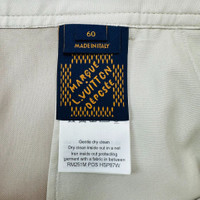 60
MADE IN ITALY
MARQUE
L. VUITTON
DÉPOSÉE
Gentle dry clean
Dry clean inside out in a net
Iron inside out protecting
garment with a fabric in between